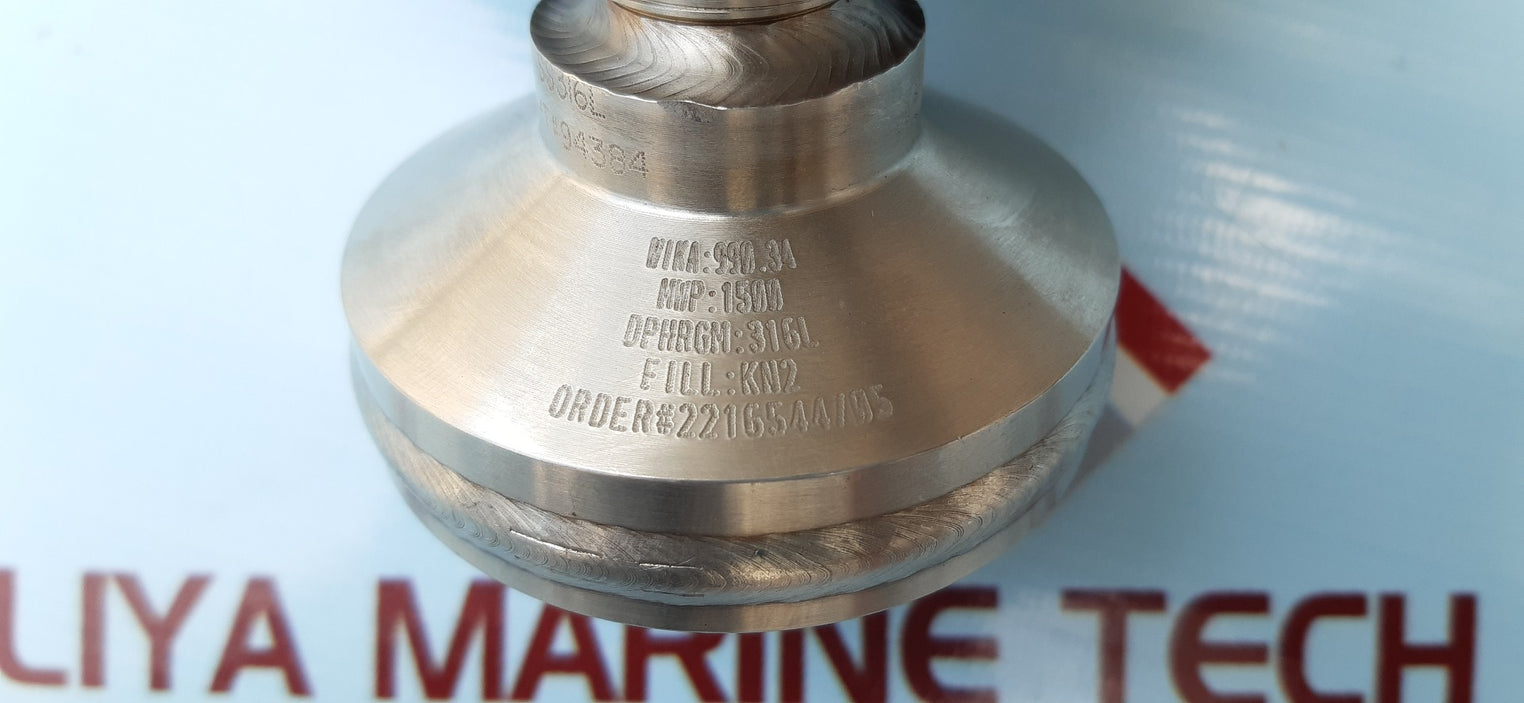 316L
94384
WIKA:990.34
MWP:1500
DPHRGM:316L
FILL:KN2
ORDER#2216544/05
LIYA MARINE TECH